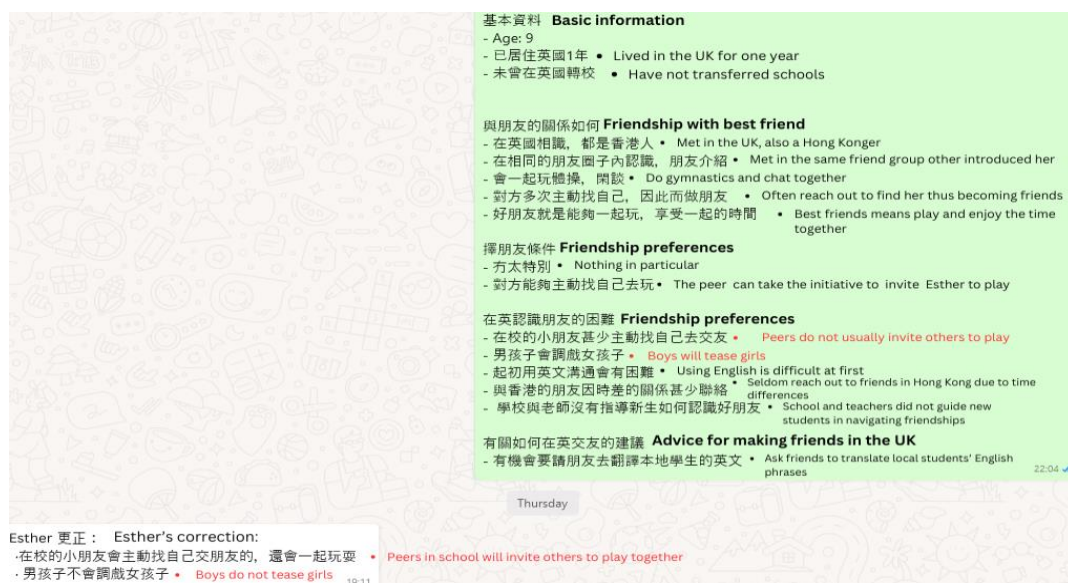 基本資料 Basic information
- Age: 9
- 已居住英國1年 • Lived in the UK for one year
- 未曾在英國轉校 • Have not transferred schools
與朋友的關係如何 Friendship with best friend
- 在英國相識，都是香港人 • Met in the UK, also a Hong Konger
- 在相同的朋友圈子內認識，朋友介紹 • Met in the same friend group other introduced her
- 會一起玩體操，閑談 • Do gymnastics and chat together
- 對方多次主動找自己，因此而做朋友 • Often reach out to find her thus becoming friends
- 好朋友就是能夠一起玩，享受一起的時間 • Best friends means play and enjoy the time
together
擇朋友條件 Friendship preferences
- 冇太特別 • Nothing in particular
- 對方能夠主動找自己去玩 • The peer can take the initiative to invite Esther to play
在英認識朋友的困難 Friendship preferences
- 在校的小朋友甚少主動找自己去交友 • Peers do not usually invite others to play
- 男孩子會調戲女孩子 • Boys will tease girls
- 起初用英文溝通會有困難 • Using English is difficult at first
- 與香港的朋友因時差的關係甚少聯絡 • Seldom reach out to friends in Hong Kong due to time
differences
- 學校與老師沒有指導新生如何認識好朋友 • School and teachers did not guide new
students in navigating friendships
有關如何在英交友的建議 Advice for making friends in the UK
- 有機會要請朋友去翻譯本地學生的英文 • Ask friends to translate local students' English
phrases
22:04
Thursday
Esther 更正： Esther's correction:
·在校的小朋友會主動找自己交朋友的，還會一起玩耍 • Peers in school will invite others to play together
·男孩子不會調戲女孩子 • Boys do not tease girls
19:11